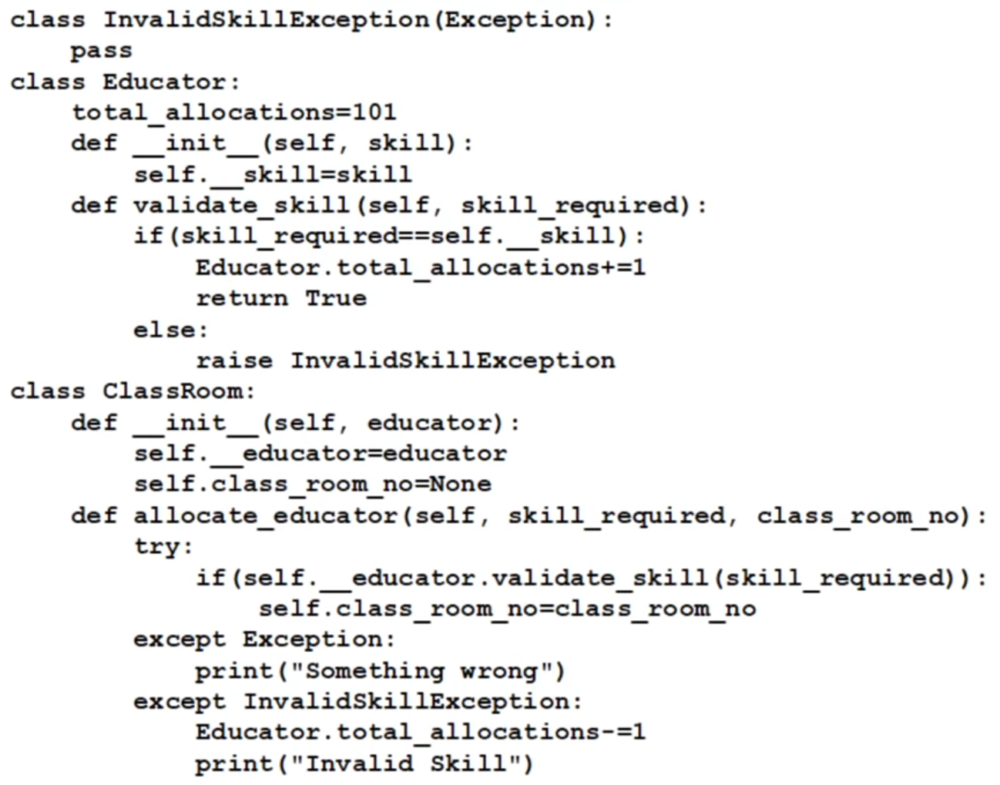 class InvalidSkillException(Exception):
    pass
class Educator:
    total_allocations=101
    def __init__(self, skill):
        self.__skill=skill
    def validate_skill(self, skill_required):
        if(skill_required==self.__skill):
            Educator.total_allocations+=1
            return True
        else:
            raise InvalidSkillException
class ClassRoom:
    def __init__(self, educator):
        self.__educator=educator
        self.class_room_no=None
    def allocate_educator(self, skill_required, class_room_no):
        try:
            if(self.__educator.validate_skill(skill_required)):
                self.class_room_no=class_room_no
        except Exception:
            print("Something wrong")
        except InvalidSkillException:
            Educator.total_allocations-=1
            print("Invalid Skill")